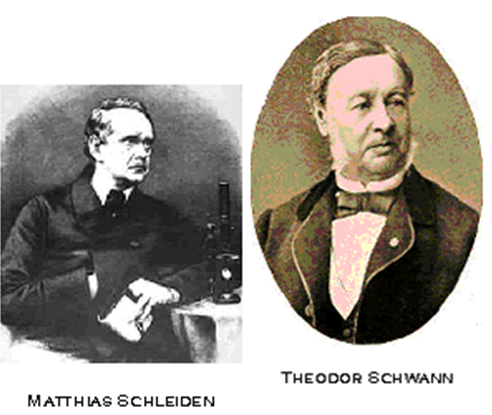 MATTHIAS SCHLEIDEN
THEODOR SCHWANN